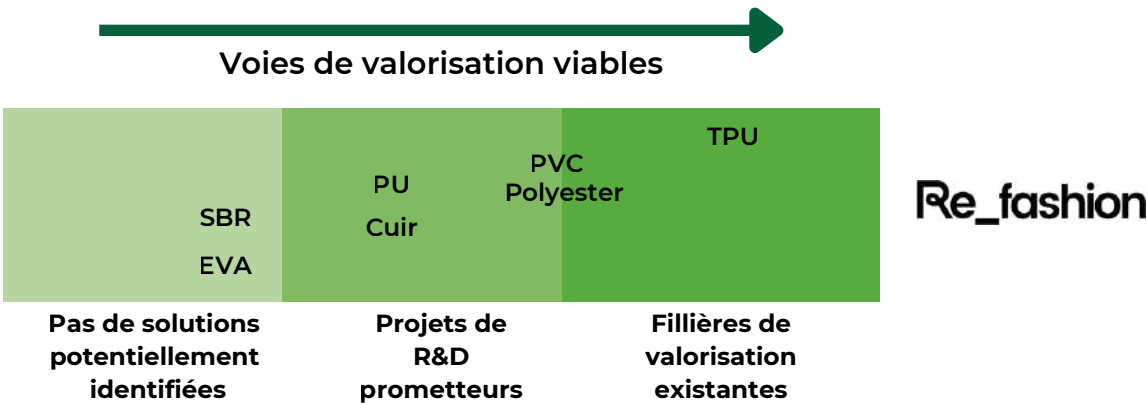 Voies de valorisation viables
TPU
PVC
Polyester
PU
Cuir
SBR
EVA
Re_fashion
Pas de solutions
potentiellement
identifiées
Projets de
R&D
prometteurs
Fillières de
valorisation
existantes